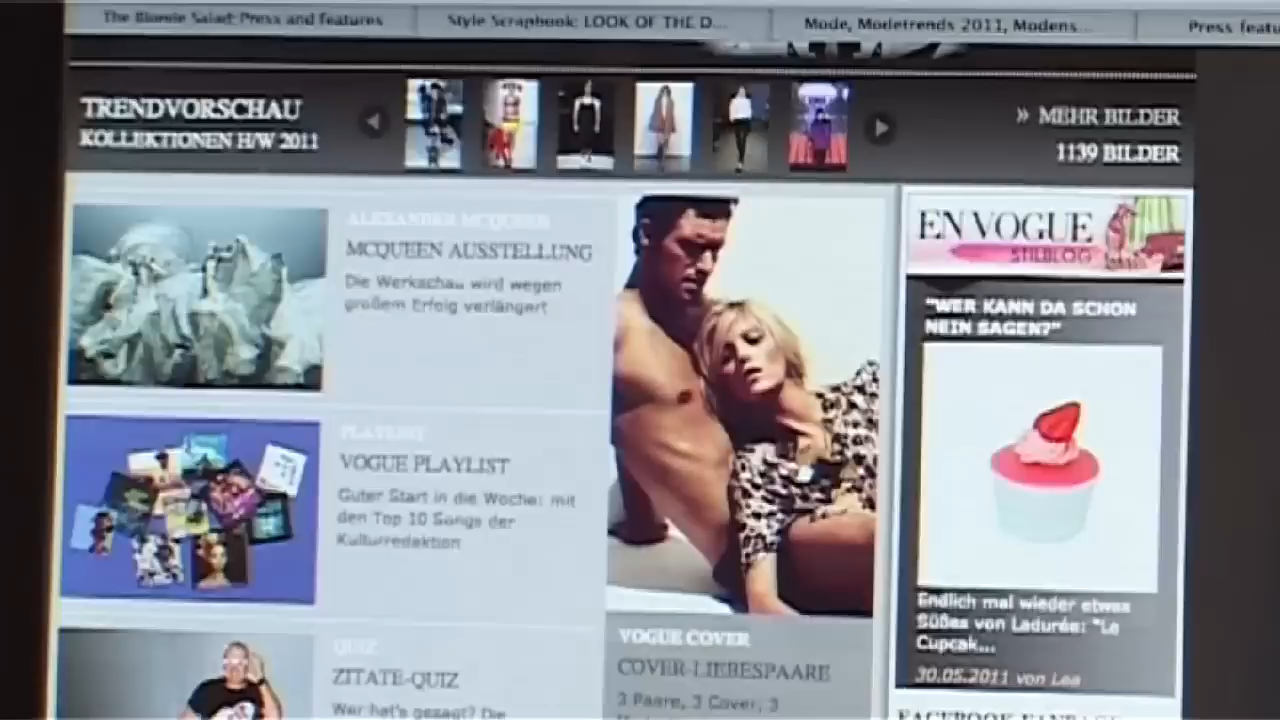 The Blonde Salad: Press and features
Style Scrapbook: LOOK OF THE D...
Mode, Modetrends 2011, Modens...
Press featu
TRENDVORSCHAU
KOLLEKTIONEN H/W 2011
» MEHR BILDER
1139 BILDER
ALEXANDER MCQUEEN
MCQUEEN AUSSTELLUNG
Die Werkschau wird wegen
großem Erfolg verlängert
PLAYLIST
VOGUE PLAYLIST
Guter Start in die Woche: mit
den Top 10 Songs der
Kulturredaktion
QUIZ
ZITATE-QUIZ
Wer hat's gesagt? Die
VOGUE COVER
COVER-LIEBESPAARE
3 Paare, 3 Cover, 3
EN VOGUE
STILBLOG
"WER KANN DA SCHON
NEIN SAGEN?"
Endlich mal wieder etwas
Süßes von Ladurée: "Le
Cupcak...
30.05.2011 von Lea
FACEBOOK-FANPAGE